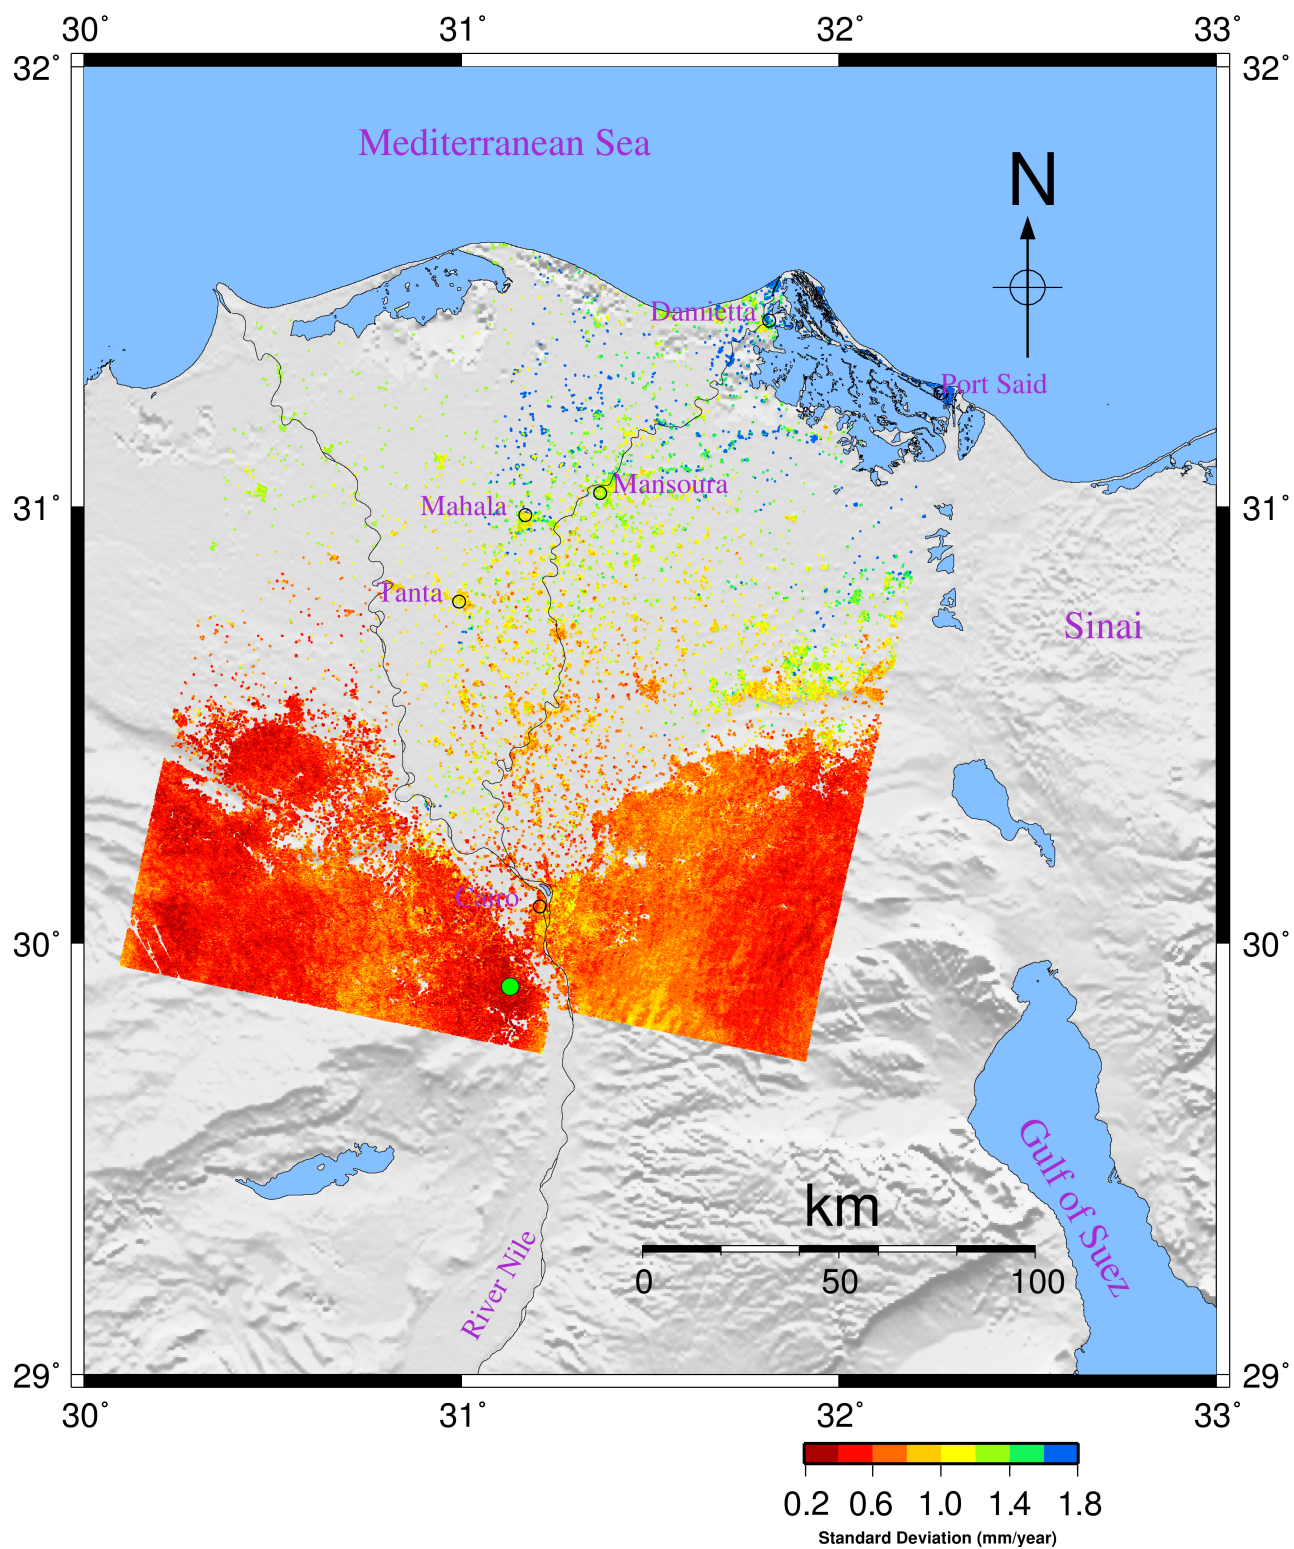 30° 31° 32° 33°
32° 32°
Mediterranean Sea
N
Damietta
Port Said
Mansoura
Mahala
31° 31°
Tanta
Sinai
Cairo
30° 30°
Gulf of Suez
km
River Nile
0 50 100
29° 29°
30° 31° 32° 33°
0.2 0.6 1.0 1.4 1.8
Standard Deviation (mm/year)